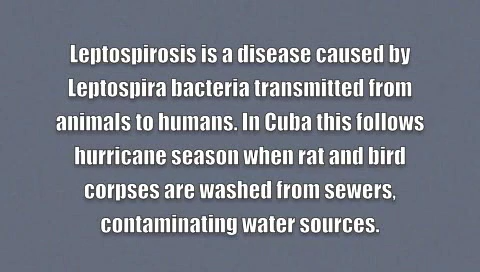 Leptospirosis is a disease caused by
Leptospira bacteria transmitted from
animals to humans. In Cuba this follows
hurricane season when rat and bird
corpses are washed from sewers,
contaminating water sources.